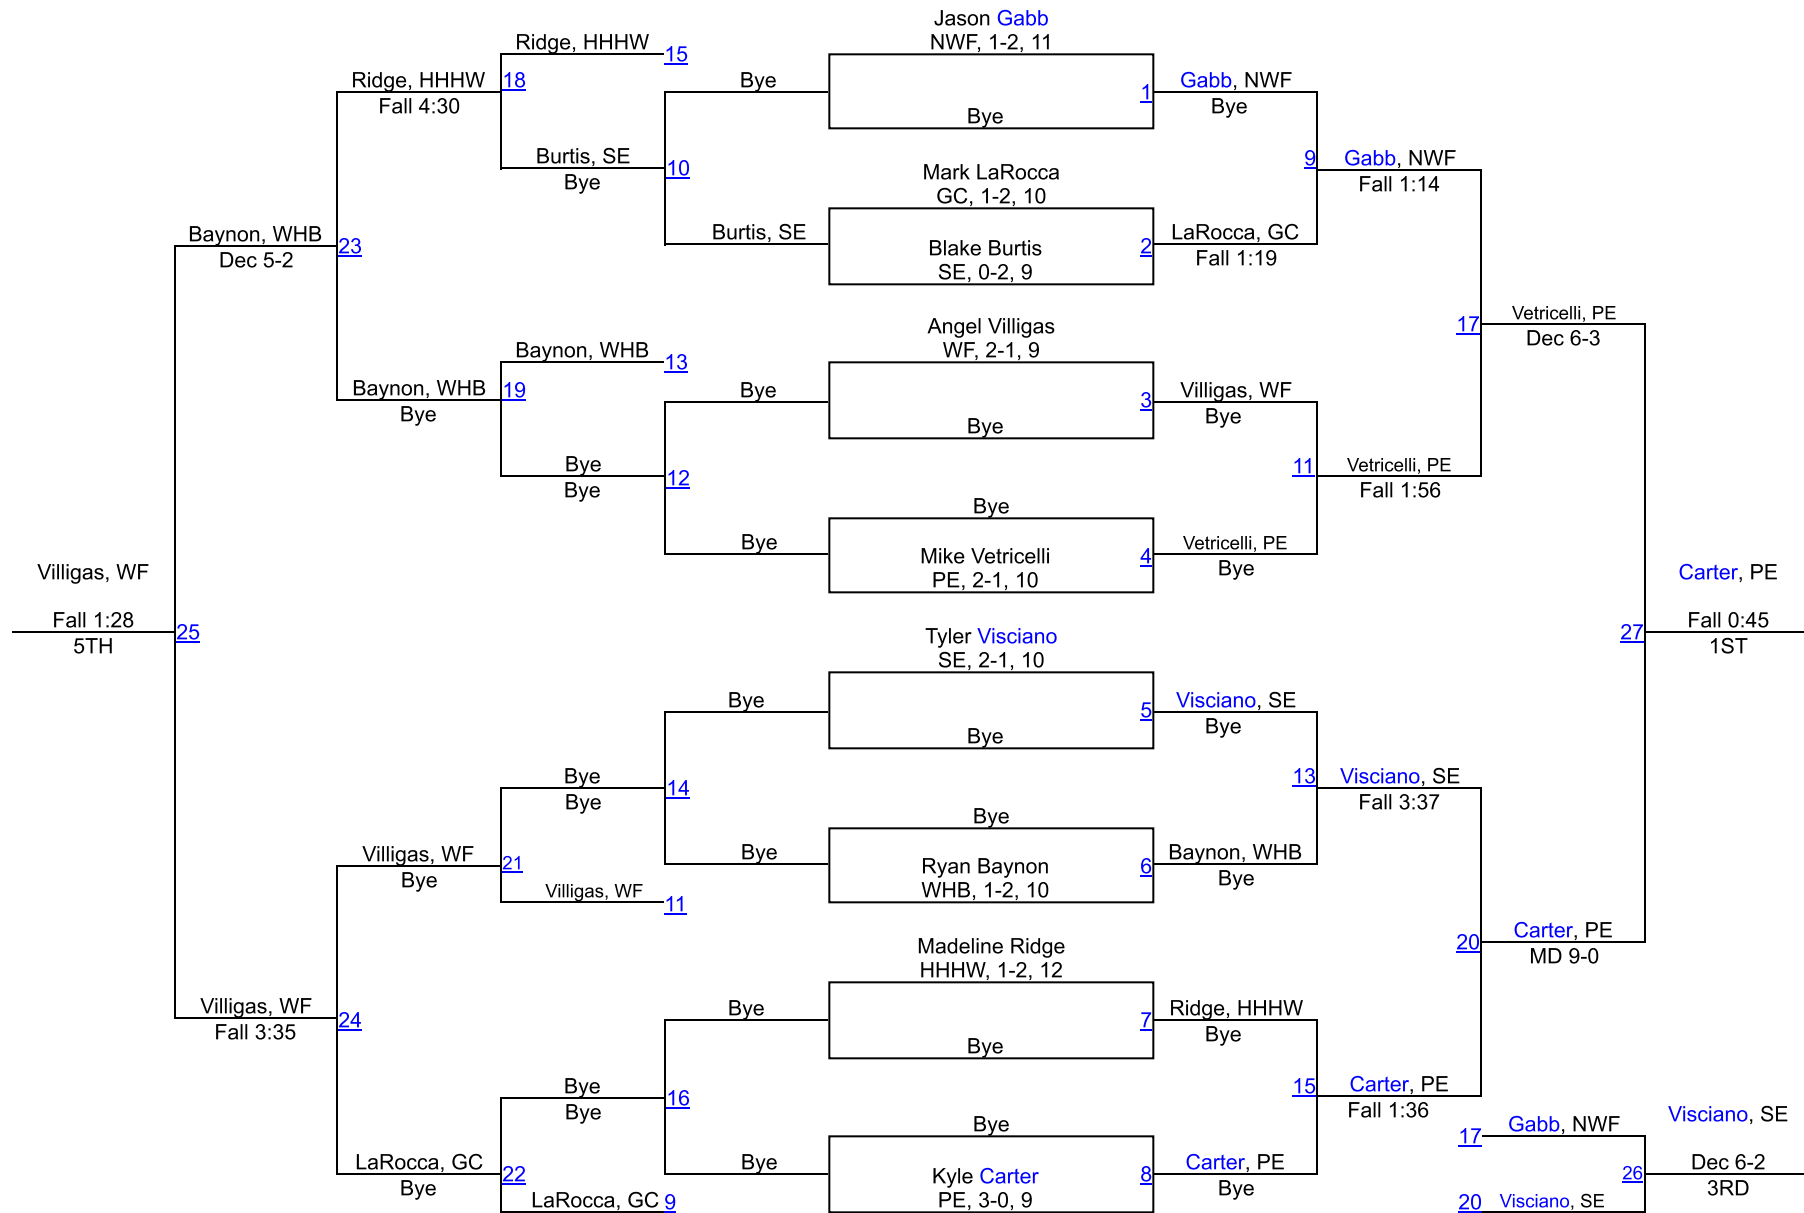 Jason Gabb
NWF, 1-2, 11
Ridge, HHHW
15
Ridge, HHHW
18
Fall 4:30
Bye
1
Gabb, NWF
Bye
Bye
Burtis, SE
10
Bye
Mark LaRocca
GC, 1-2, 10
9
Gabb, NWF
Fall 1:14
Baynon, WHB
23
Dec 5-2
Burtis, SE
Blake Burtis
SE, 0-2, 9
2
LaRocca, GC
Fall 1:19
Angel Villigas
WF, 2-1, 9
17
Vetricelli, PE
Dec 6-3
Baynon, WHB
13
Baynon, WHB
19
Bye
Bye
3
Villigas, WF
Bye
Bye
Bye
Bye
12
11
Vetricelli, PE
Fall 1:56
Bye
Bye
Mike Vetricelli
PE, 2-1, 10
4
Vetricelli, PE
Bye
Villigas, WF
Fall 1:28
25
5TH
Carter, PE
27
Fall 0:45
1ST
Tyler Visciano
SE, 2-1, 10
Bye
5
Visciano, SE
Bye
Bye
Bye
Bye
14
13
Visciano, SE
Fall 3:37
Bye
Villigas, WF
21
Bye
Bye
Ryan Baynon
WHB, 1-2, 10
6
Baynon, WHB
Bye
Villigas, WF
11
Madeline Ridge
HHHW, 1-2, 12
20
Carter, PE
MD 9-0
Villigas, WF
24
Fall 3:35
Bye
7
Ridge, HHHW
Bye
Bye
Bye
Bye
16
15
Carter, PE
Fall 1:36
Bye
LaRocca, GC
22
Bye
Bye
Kyle Carter
PE, 3-0, 9
8
Carter, PE
Bye
LaRocca, GC
9
17
Gabb, NWF
Visciano, SE
26
Dec 6-2
3RD
20
Visciano, SE